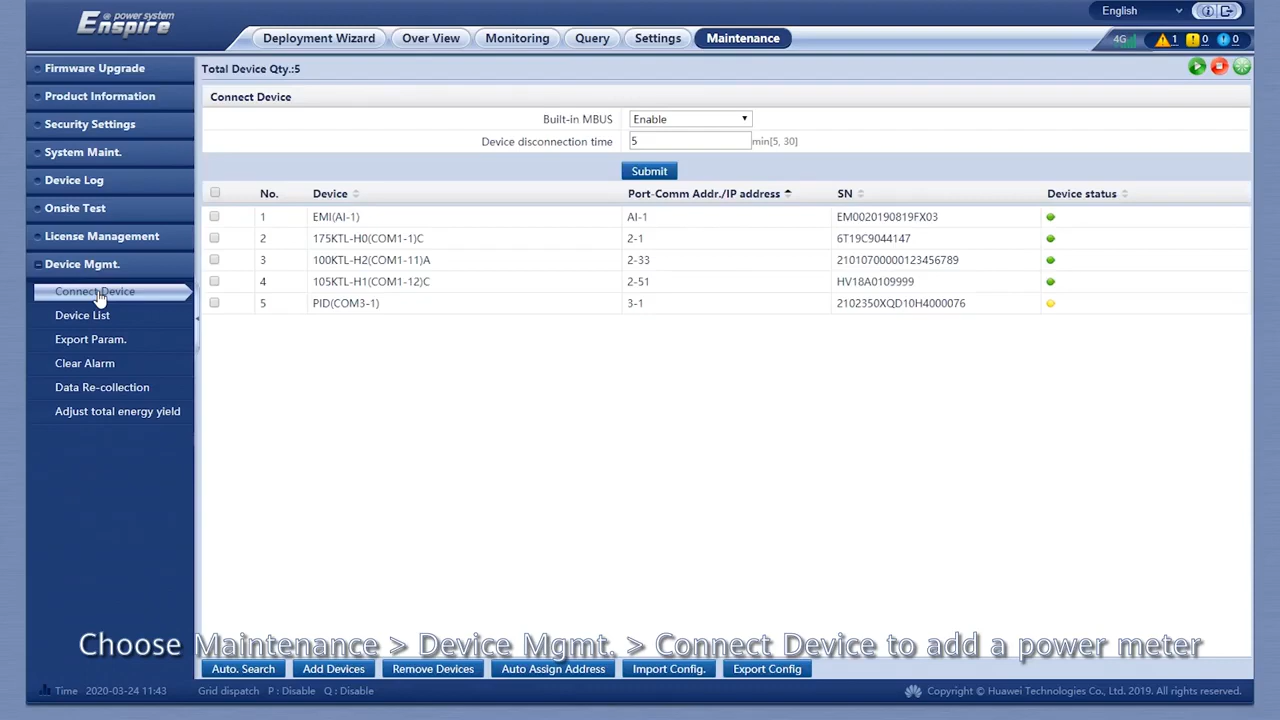 @ power system
Enspire
English
Deployment Wizard
Over View
Monitoring
Query
Settings
Maintenance
4G
1
0
0
Firmware Upgrade
Product Information
Security Settings
System Maint.
Device Log
Onsite Test
License Management
Device Mgmt.
Connect Device
Device List
Export Param.
Clear Alarm
Data Re-collection
Adjust total energy yield
Total Device Qty.:5
Connect Device
Built-in MBUS Enable
Device disconnection time 5 min[5, 30]
Submit
No. Device Port-Comm Addr./IP address SN Device status
1 EMI(AI-1) AI-1 EM0020190819FX03
2 175KTL-H0(COM1-1)C 2-1 6T19C9044147
3 100KTL-H2(COM1-11)A 2-33 21010700000123456789
4 105KTL-H1(COM1-12)C 2-51 HV18A0109999
5 PID(COM3-1) 3-1 2102350XQD10H4000076
Choose Maintenance > Device Mgmt. > Connect Device to add a power meter
Auto. Search
Add Devices
Remove Devices
Auto Assign Address
Import Config.
Export Config
Time 2020-03-24 11:43 Grid dispatch P : Disable Q : Disable
Copyright © Huawei Technologies Co., Ltd. 2019. All rights reserved.